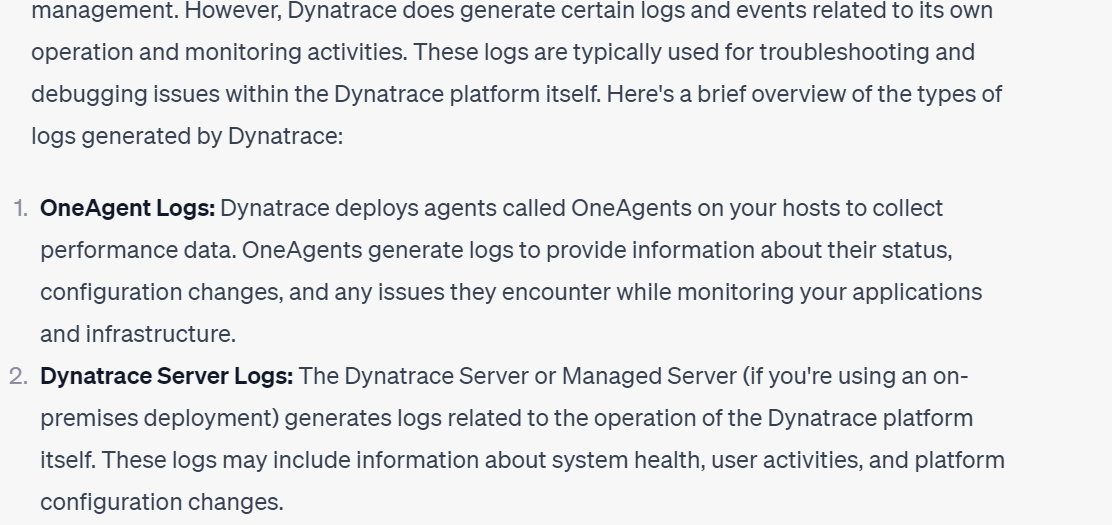 management. However, Dynatrace does generate certain logs and events related to its own
operation and monitoring activities. These logs are typically used for troubleshooting and
debugging issues within the Dynatrace platform itself. Here's a brief overview of the types of
logs generated by Dynatrace:
1. OneAgent Logs: Dynatrace deploys agents called OneAgents on your hosts to collect
performance data. OneAgents generate logs to provide information about their status,
configuration changes, and any issues they encounter while monitoring your applications
and infrastructure.
2. Dynatrace Server Logs: The Dynatrace Server or Managed Server (if you're using an on-
premises deployment) generates logs related to the operation of the Dynatrace platform
itself. These logs may include information about system health, user activities, and platform
configuration changes.